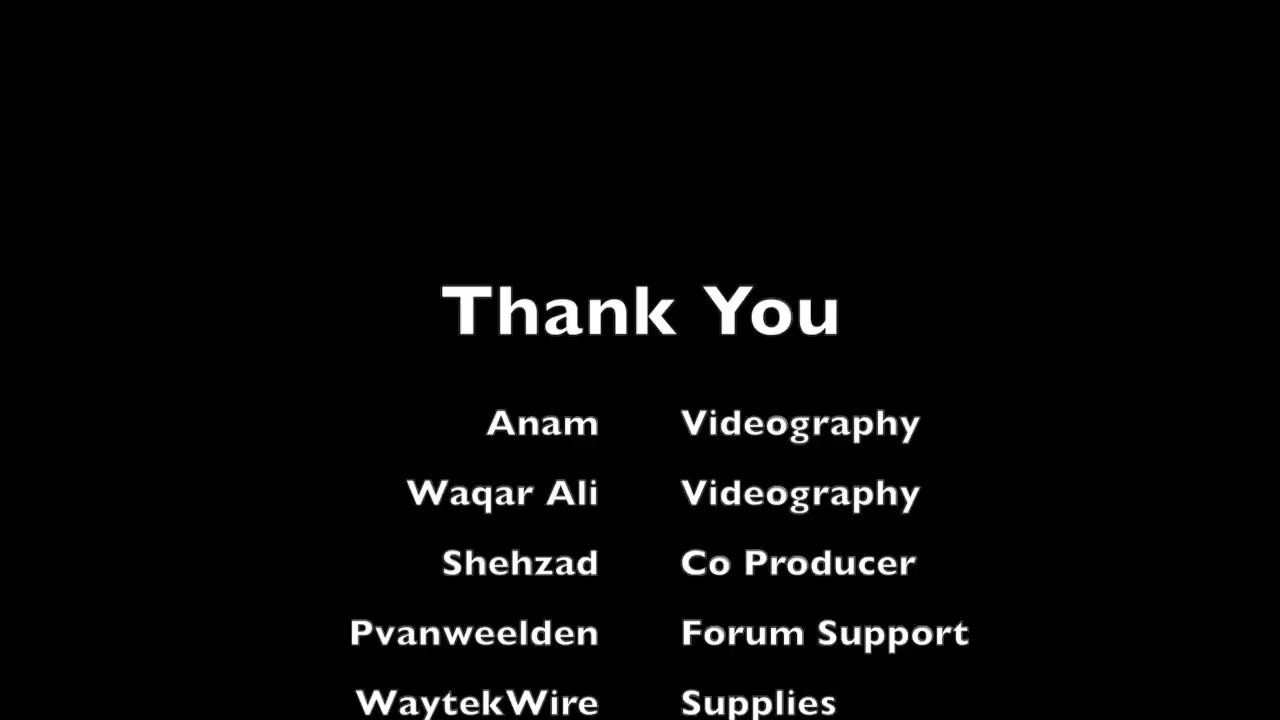 Thank You
Anam Videography
Waqar Ali Videography
Shehzad Co Producer
Pvanweelden Forum Support
WaytekWire Supplies